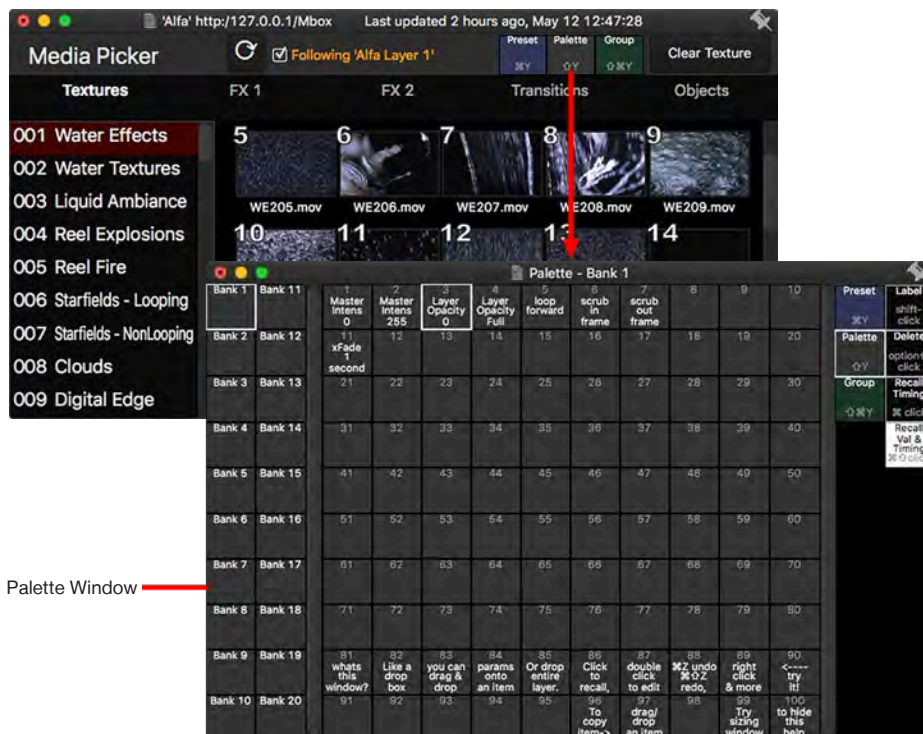 'Alfa' http:/127.0.0.1/Mbox Last updated 2 hours ago, May 12 12:47:28
Media Picker
Following 'Alfa Layer 1'
Preset Palette Group
⌘Y ⇧Y ⇧⌘Y
Clear Texture
Textures FX 1 FX 2 Transitions Objects
001 Water Effects
002 Water Textures
003 Liquid Ambiance
004 Reel Explosions
005 Reel Fire
006 Starfields - Looping
007 Starfields - NonLooping
008 Clouds
009 Digital Edge
5 6 7 8 9
WE205.mov WE206.mov WE207.mov WE208.mov WE209.mov
10 11 12 13 14
Palette - Bank 1
Bank 1 Bank 11
Bank 2 Bank 12
Bank 3 Bank 13
Bank 4 Bank 14
Bank 5 Bank 15
Bank 6 Bank 16
Bank 7 Bank 17
Bank 8 Bank 18
Bank 9 Bank 19
Bank 10 Bank 20
1 2 3 4 5 6 7 8 9 10
Master Master Layer Layer loop scrub scrub
Intens Intens Opacity Opacity forward in out
0 255 0 Full frame frame
11 12 13 14 15 16 17 18 19 20
xFade
1
second
21 22 23 24 25 26 27 28 29 30
31 32 33 34 35 36 37 38 39 40
41 42 43 44 45 46 47 48 49 50
51 52 53 54 55 56 57 58 59 60
61 62 63 64 65 66 67 68 69 70
71 72 73 74 75 76 77 78 79 80
81 82 83 84 85 86 87 88 89 90
whats Like a you can params Or drop Click double ⌘Z undo right <----
this drop drag & onto entire to click ⌘⇧Z click try
window? box drop an item layer. recall, to edit redo, & more it!
91 92 93 94 95 96 97 98 99 100
To drag/ Try to hide
copy drop sizing this
item-> an item window help
Preset Label
shift-
⌘Y click
Palette Delete
option-
⇧Y click
Group Recall
Timing
⇧⌘Y ⌘ click
Recall
Val &
Timing
⌘⇧ click
Palette Window